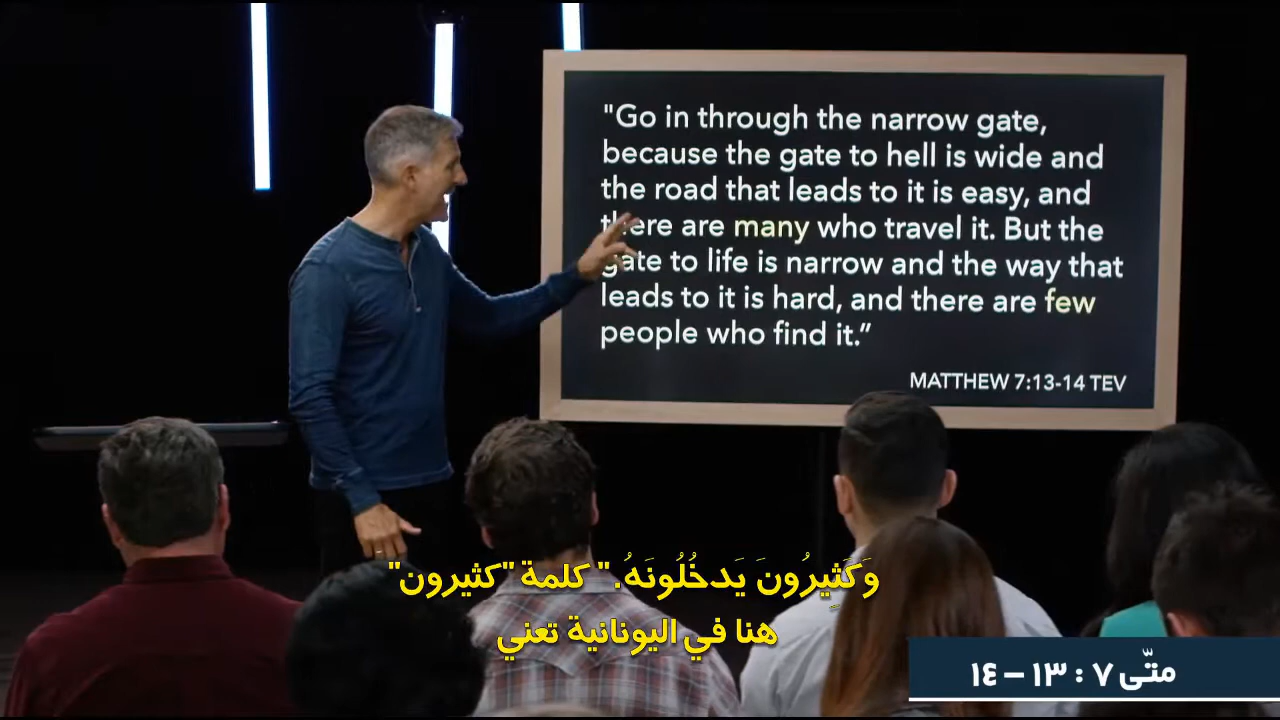 "Go in through the narrow gate,
because the gate to hell is wide and
the road that leads to it is easy, and
there are many who travel it. But the
gate to life is narrow and the way that
leads to it is hard, and there are few
people who find it.”
MATTHEW 7:13-14 TEV
وَكَثِيرُونَ يَدخُلُونَهُ." كلمة "كثيرون"
هنا في اليونانية تعني
متّى ٧ : ١٣ – ١٤